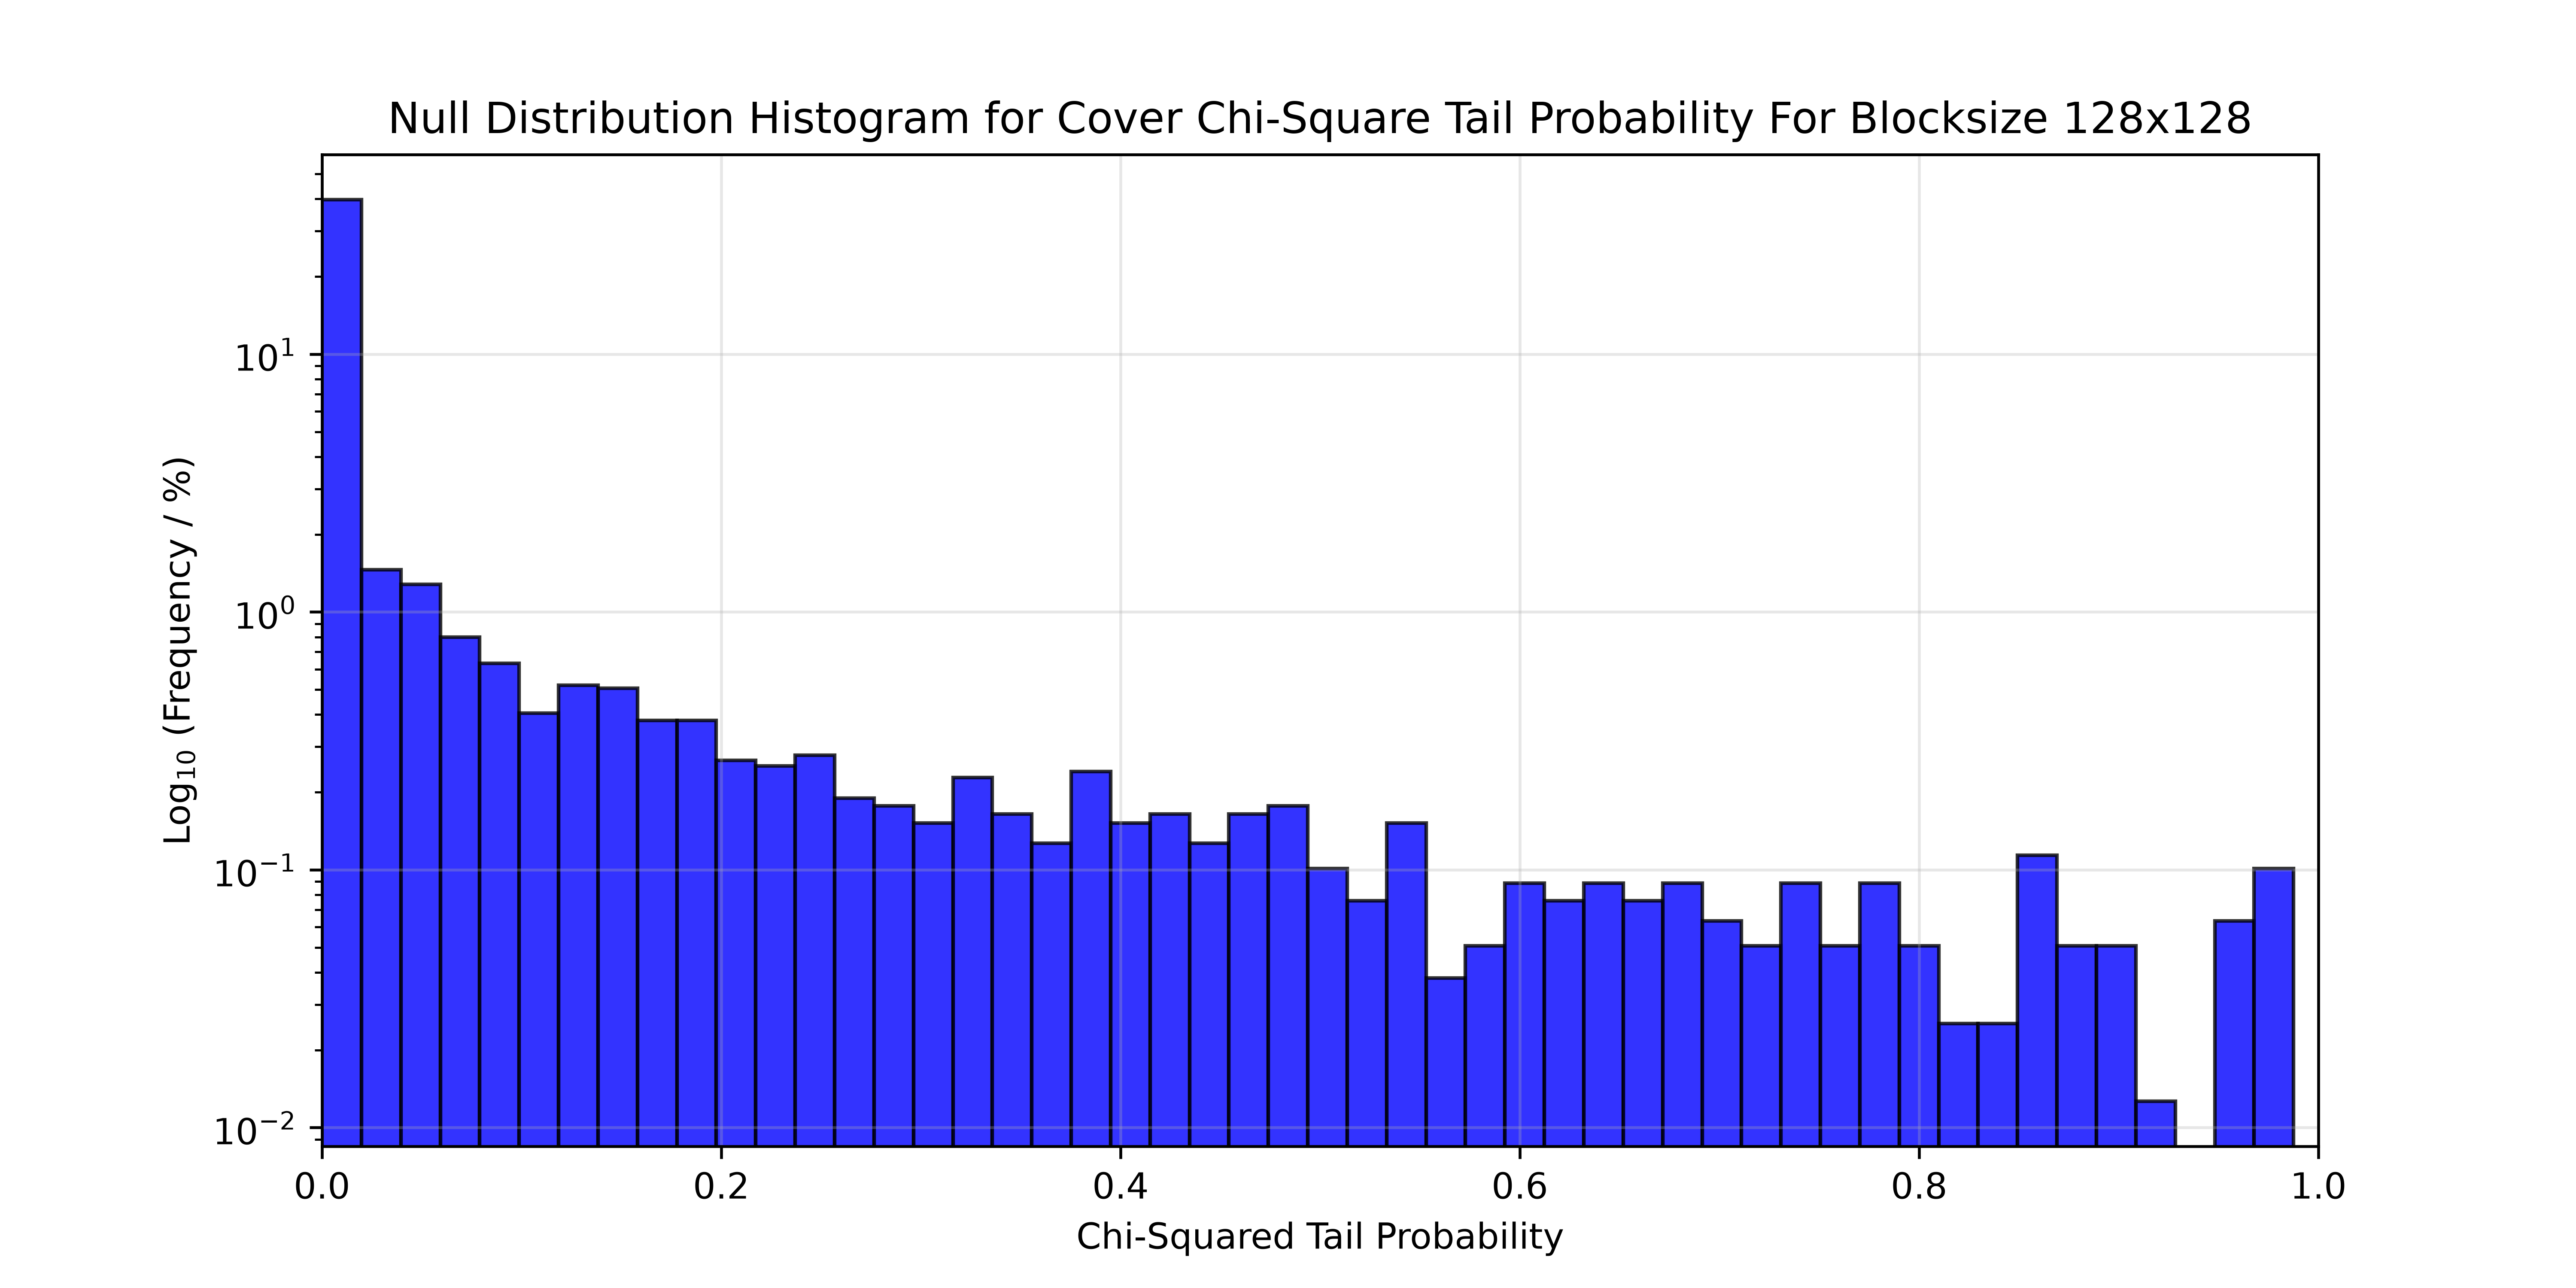 Null Distribution Histogram for Cover Chi-Square Tail Probability For Blocksize 128x128
Log₁₀ (Frequency / %)
10¹
10⁰
10⁻¹
10⁻²
0.0 0.2 0.4 0.6 0.8 1.0
Chi-Squared Tail Probability